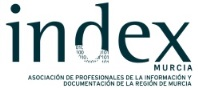 index
MURCIA
ASOCIACIÓN DE PROFESIONALES DE LA INFORMACIÓN Y
DOCUMENTACIÓN DE LA REGIÓN DE MURCIA